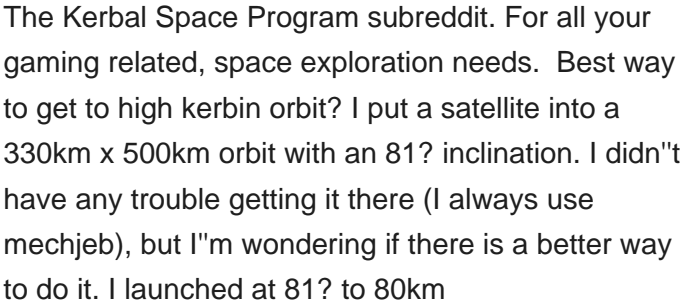 The Kerbal Space Program subreddit. For all your
gaming related, space exploration needs.  Best way
to get to high kerbin orbit? I put a satellite into a
330km x 500km orbit with an 81? inclination. I didn''t
have any trouble getting it there (I always use
mechjeb), but I''m wondering if there is a better way
to do it. I launched at 81? to 80km